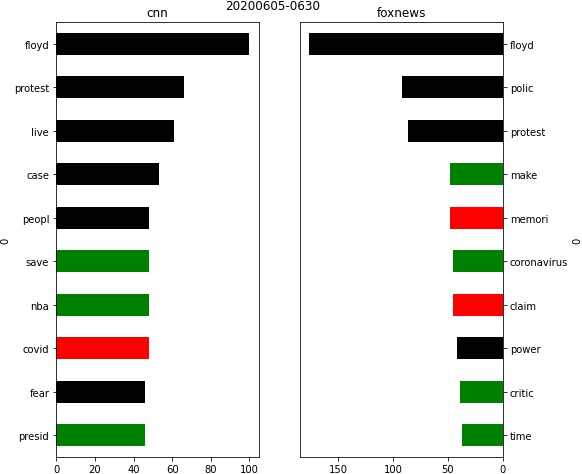 20200605-0630
cnn
foxnews
floyd
protest
live
case
peopl
save
nba
covid
fear
presid
0
0 20 40 60 80 100
floyd
polic
protest
make
memori
coronavirus
claim
power
critic
time
0
150 100 50 0